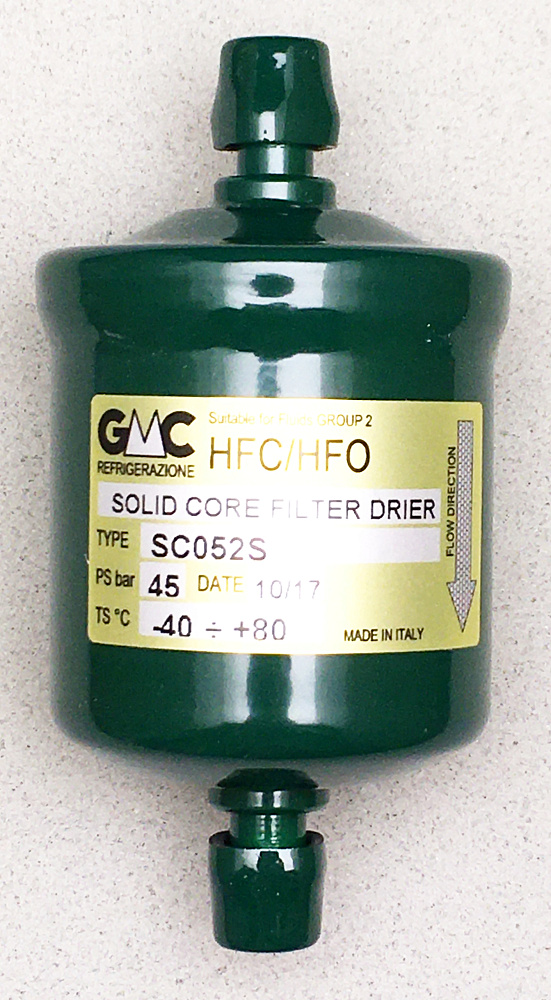 GMC
REFRIGERAZIONE
Suitable for Fluids GROUP 2
HFC/HFO
SOLID CORE FILTER DRIER
TYPE SC052S
PS bar 45 DATE 10/17
TS °C -40 ÷ +80
MADE IN ITALY
FLOW DIRECTION